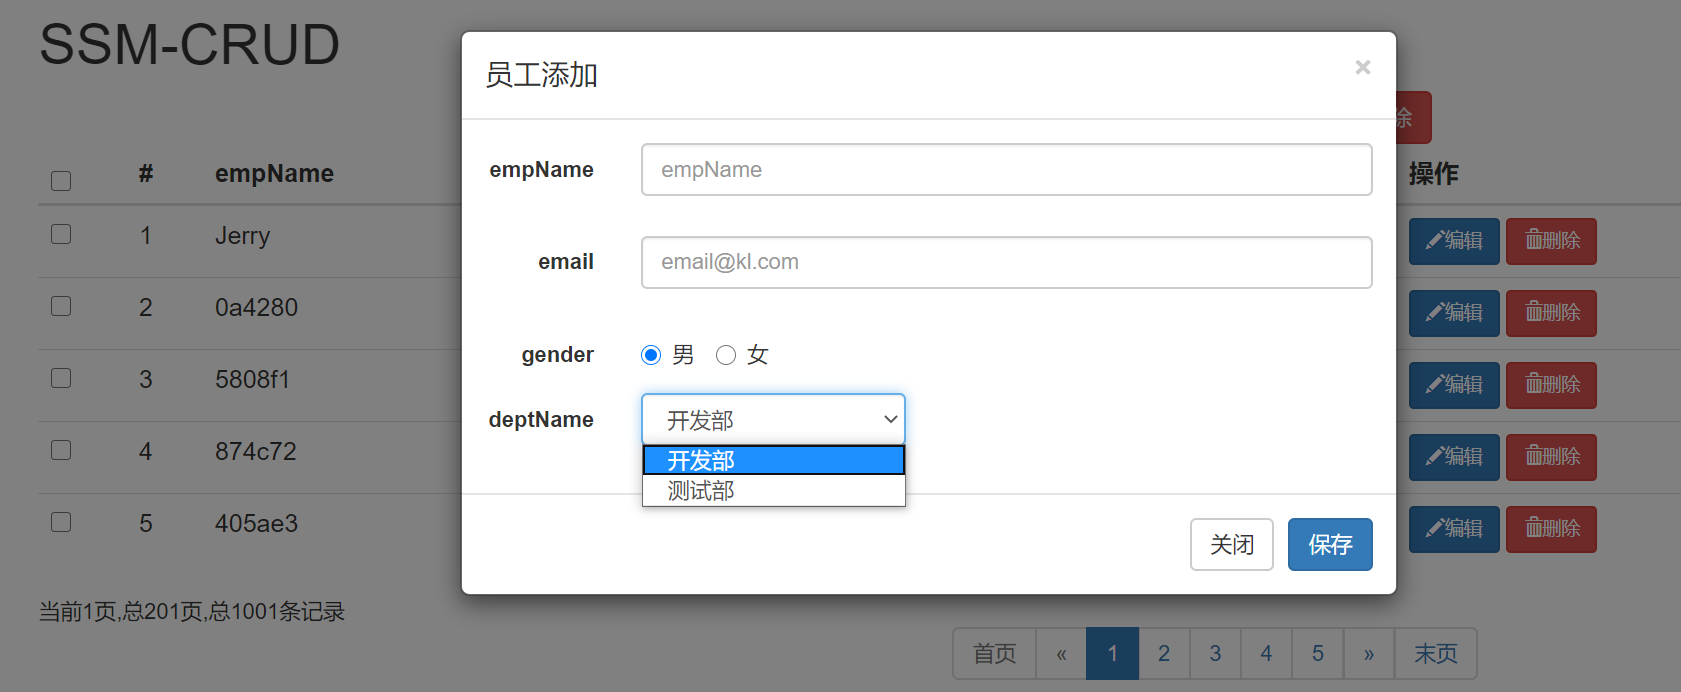 SSM-CRUD
员工添加
×
除
# empName 操作
empName empName
1 Jerry 编辑 删除
email email@kl.com
2 0a4280 编辑 删除
gender 男 女
3 5808f1 编辑 删除
deptName 开发部
开发部
测试部
4 874c72 编辑 删除
5 405ae3 编辑 删除
关闭 保存
当前1页,总201页,总1001条记录
首页 « 1 2 3 4 5 » 末页